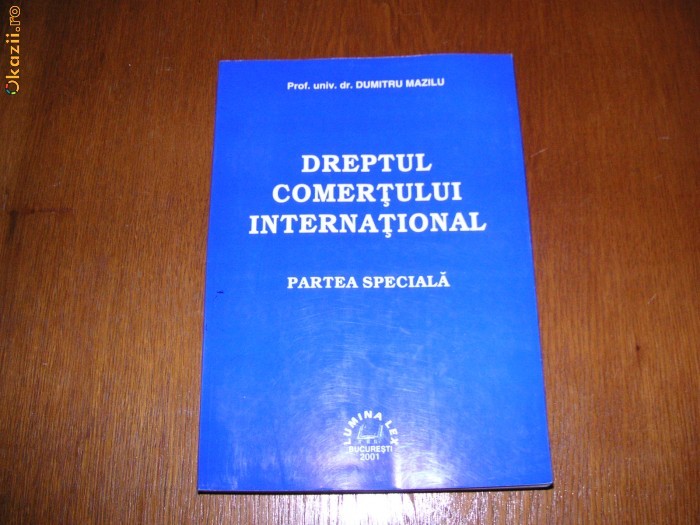 Okazii.ro
Prof. univ. dr. DUMITRU MAZILU
DREPTUL
COMERŢULUI
INTERNAŢIONAL
PARTEA SPECIALĂ
LUMINA LEX
BUCUREŞTI
2001